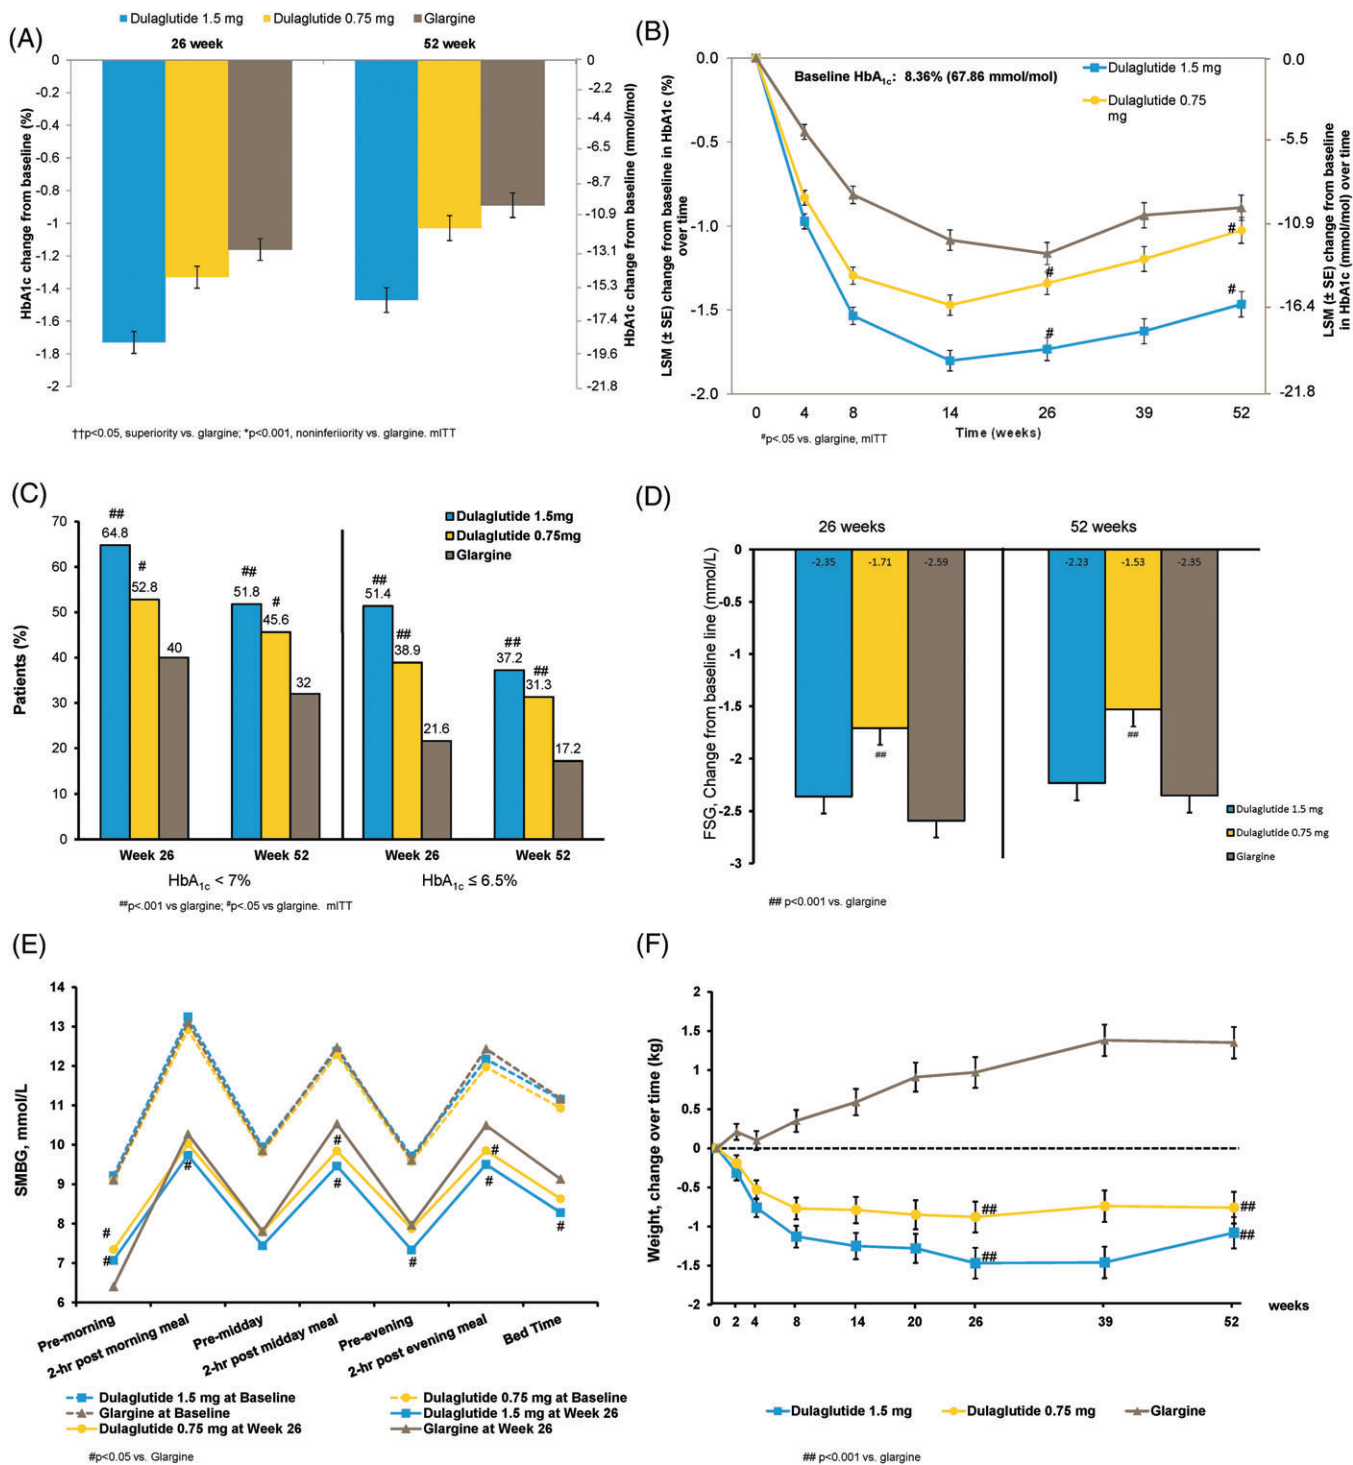 (A)
Dulaglutide 1.5 mg Dulaglutide 0.75 mg Glargine
26 week 52 week
HbA1c change from baseline (%)
0
-0.2
-0.4
-0.6
-0.8
-1
-1.2
-1.4
-1.6
-1.8
-2
HbA1c change from baseline (mmol/mol)
0
-2.2
-4.4
-6.5
-8.7
-10.9
-13.1
-15.3
-17.4
-19.6
-21.8
††p<0.05, superiority vs. glargine; *p<0.001, noninferiiority vs. glargine. mITT
(B)
LSM (± SE) change from baseline in HbA1c (%)
over time
0.0
-0.5
-1.0
-1.5
-2.0
Baseline HbA1c: 8.36% (67.86 mmol/mol)
Dulaglutide 1.5 mg
Dulaglutide 0.75
mg
# #
# #
0.0
-5.5
-10.9
-16.4
-21.8
LSM (± SE) change from baseline
in HbA1c (mmol/mol) over time
0 4 8 14 26 39 52
Time (weeks)
#p<.05 vs. glargine, mITT
(C)
Patients (%)
70
60
50
40
30
20
10
0
Dulaglutide 1.5mg
Dulaglutide 0.75mg
Glargine
## # ## # ## ## ## ##
64.8 52.8 40 51.8 45.6 32 51.4 38.9 21.6 37.2 31.3 17.2
Week 26 Week 52 Week 26 Week 52
HbA1c < 7% HbA1c ≤ 6.5%
##p<.001 vs glargine; #p<.05 vs glargine. mITT
(D)
26 weeks 52 weeks
FSG, Change from baseline line (mmol/L)
0
-.5
-1
-1.5
-2
-2.5
-3
-2.35 -1.71 -2.59 -2.23 -1.53 -2.35
## ##
Dulaglutide 1.5 mg
Dulaglutide 0.75 mg
Glargine
## p<0.001 vs. glargine
(E)
SMBG, mmol/L
14
13
12
11
10
9
8
7
6
# # # # # # # # #
Pre-morning
2-hr post morning meal
Pre-midday
2-hr post midday meal
Pre-evening
2-hr post evening meal
Bed Time
Dulaglutide 1.5 mg at Baseline Dulaglutide 0.75 mg at Baseline
Glargine at Baseline Dulaglutide 1.5 mg at Week 26
Dulaglutide 0.75 mg at Week 26 Glargine at Week 26
#p<0.05 vs. Glargine
(F)
Weight, change over time (kg)
2
1.5
1
0.5
0
-0.5
-1
-1.5
-2
## ##
## ##
0 2 4 8 14 20 26 39 52
weeks
Dulaglutide 1.5 mg Dulaglutide 0.75 mg Glargine
## p<0.001 vs. glargine